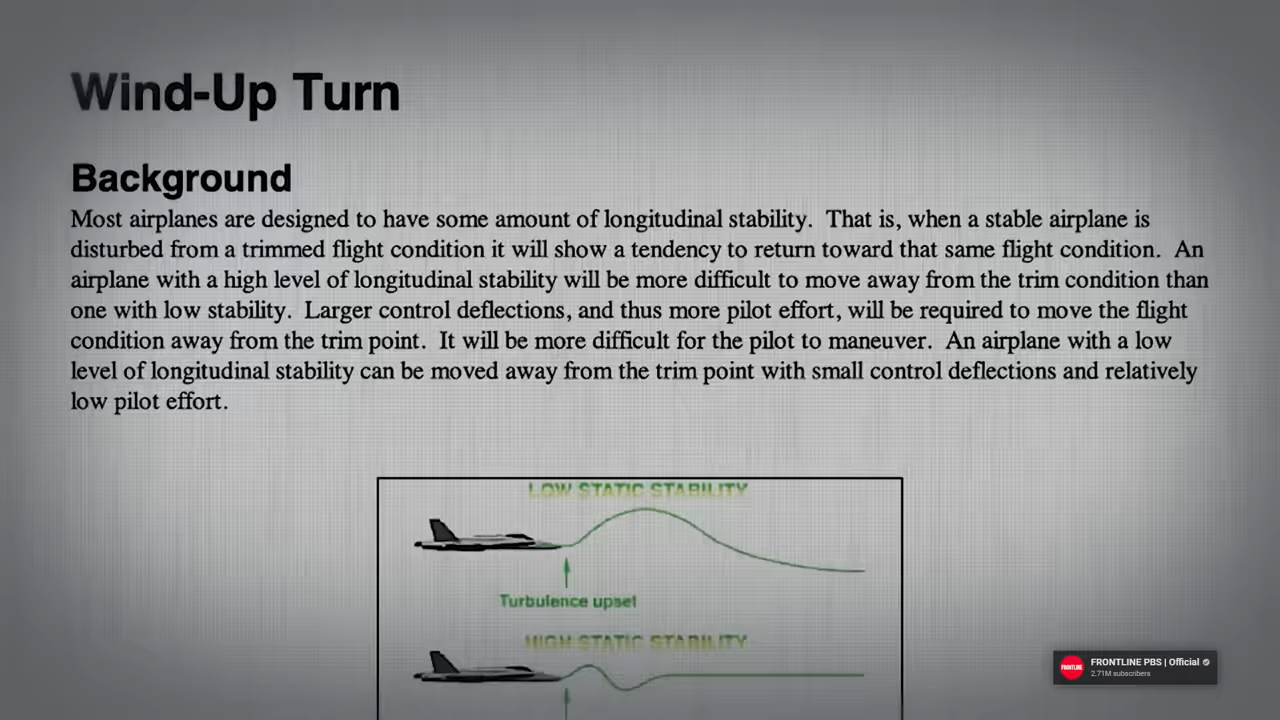 Wind-Up Turn
Background
Most airplanes are designed to have some amount of longitudinal stability.  That is, when a stable airplane is
disturbed from a trimmed flight condition it will show a tendency to return toward that same flight condition.  An
airplane with a high level of longitudinal stability will be more difficult to move away from the trim condition than
one with low stability.  Larger control deflections, and thus more pilot effort, will be required to move the flight
condition away from the trim point.  It will be more difficult for the pilot to maneuver.  An airplane with a low
level of longitudinal stability can be moved away from the trim point with small control deflections and relatively
low pilot effort.
LOW STATIC STABILITY
Turbulence upset
HIGH STATIC STABILITY
FRONTLINE
FRONTLINE PBS | Official
2.71M subscribers